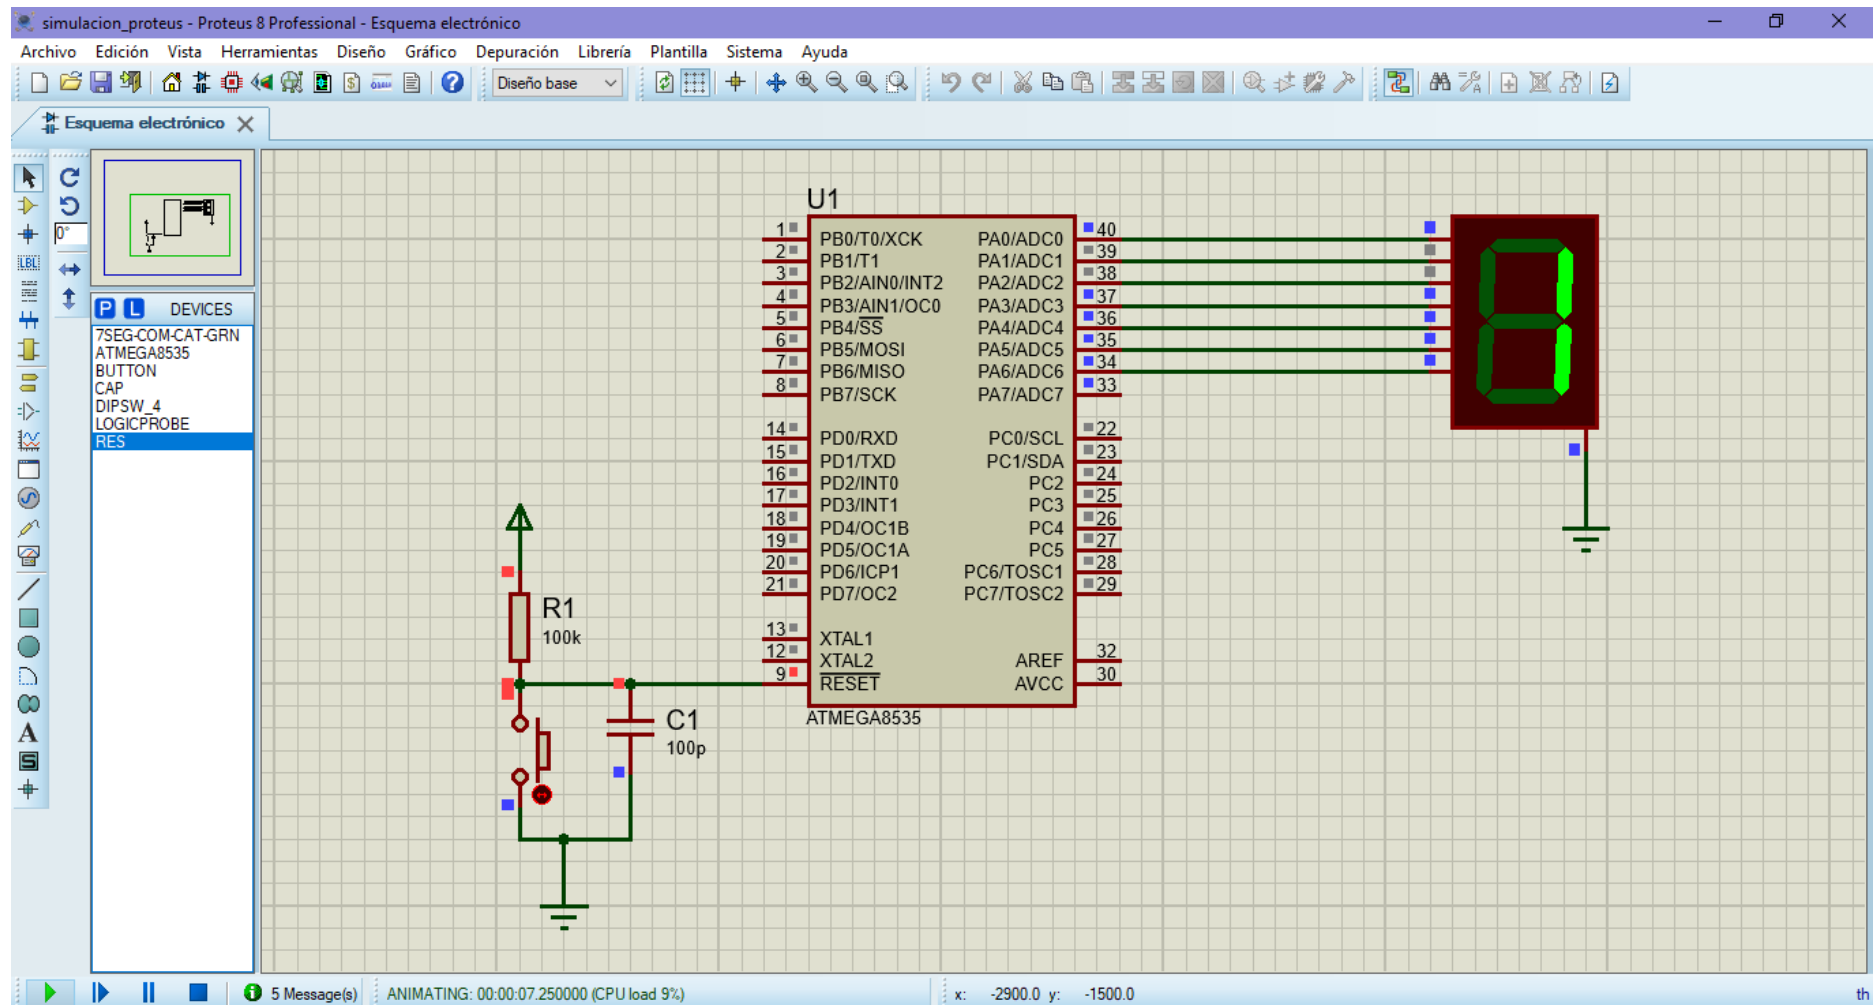 simulacion_proteus - Proteus 8 Professional - Esquema electrónico
Archivo Edición Vista Herramientas Diseño Gráfico Depuración Librería Plantilla Sistema Ayuda
Diseño base
Esquema electrónico
0°
LBL
P L DEVICES
7SEG-COM-CAT-GRN
ATMEGA8535
BUTTON
CAP
DIPSW_4
LOGICPROBE
RES
A
S
U1
1 PB0/T0/XCK PA0/ADC0 40
2 PB1/T1 PA1/ADC1 39
3 PB2/AIN0/INT2 PA2/ADC2 38
4 PB3/AIN1/OC0 PA3/ADC3 37
5 PB4/SS PA4/ADC4 36
6 PB5/MOSI PA5/ADC5 35
7 PB6/MISO PA6/ADC6 34
8 PB7/SCK PA7/ADC7 33
14 PD0/RXD PC0/SCL 22
15 PD1/TXD PC1/SDA 23
16 PD2/INT0 PC2 24
17 PD3/INT1 PC3 25
18 PD4/OC1B PC4 26
19 PD5/OC1A PC5 27
20 PD6/ICP1 PC6/TOSC1 28
21 PD7/OC2 PC7/TOSC2 29
13 XTAL1
12 XTAL2 AREF 32
9 RESET AVCC 30
ATMEGA8535
R1
100k
C1
100p
5 Message(s) ANIMATING: 00:00:07.250000 (CPU load 9%) x: -2900.0 y: -1500.0 th